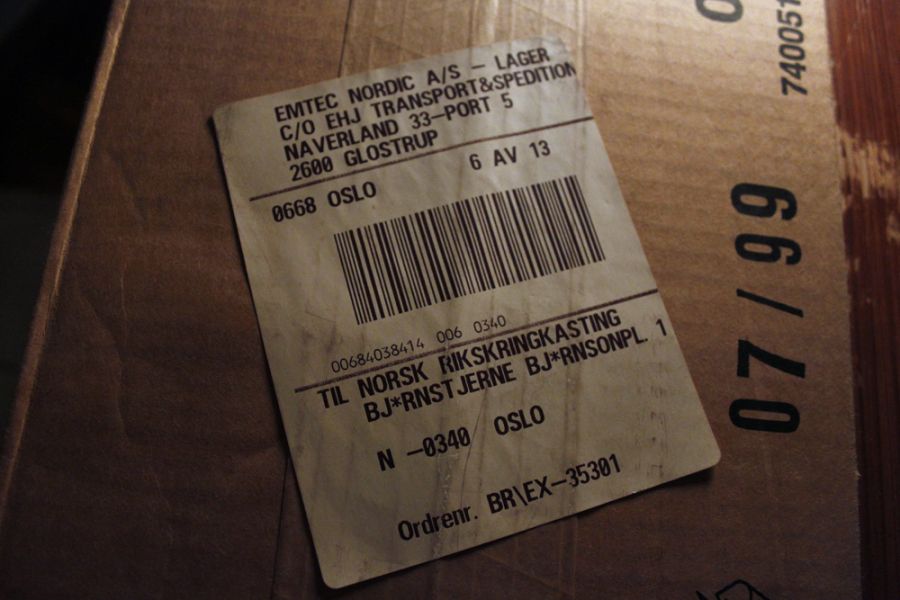 EMTEC NORDIC A/S - LAGER
C/O EHJ TRANSPORT&SPEDITION
NAVERLAND 33-PORT 5
2600 GLOSTRUP
0668 OSLO 6 AV 13
00684038414 006 0340
TIL NORSK RIKSKRINGKASTING
BJ*RNSTJERNE BJ*RNSONPL. 1
N -0340 OSLO
Ordrenr. BR\EX-35301
07/99
740051